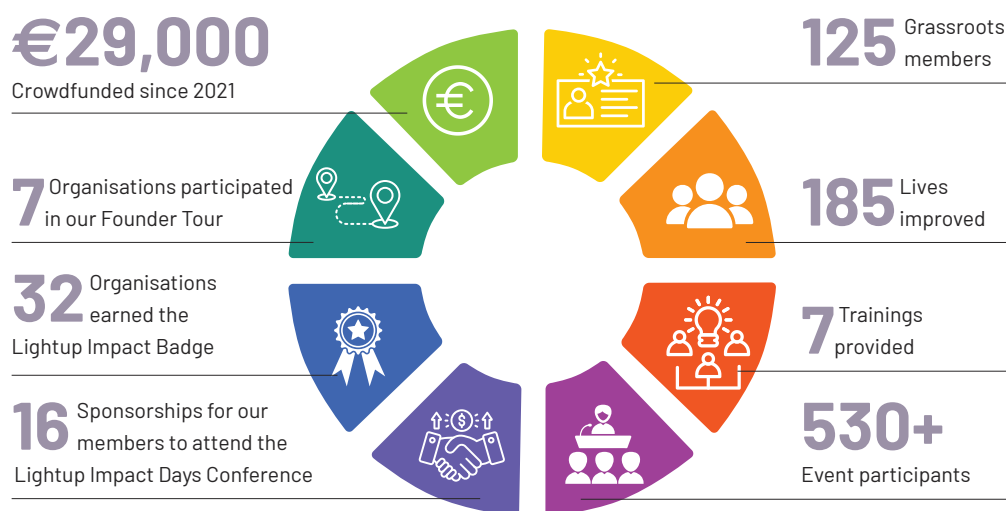 €29,000
Crowdfunded since 2021
7 Organisations participated
in our Founder Tour
32 Organisations
earned the
Lightup Impact Badge
16 Sponsorships for our
members to attend the
Lightup Impact Days Conference
125 Grassroots
members
185 Lives
improved
7 Trainings
provided
530+
Event participants